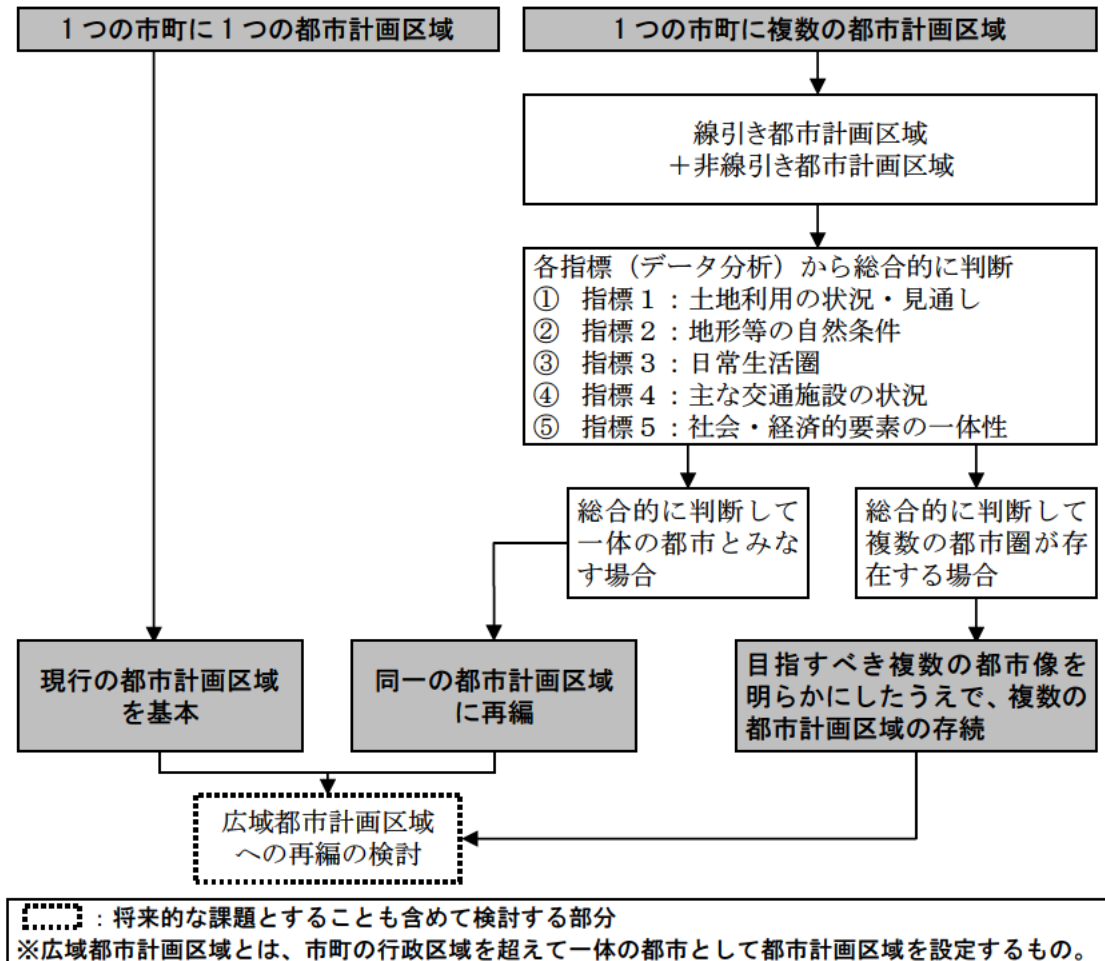 1つの市町に1つの都市計画区域
1つの市町に複数の都市計画区域
線引き都市計画区域
＋非線引き都市計画区域
各指標（データ分析）から総合的に判断
① 指標1：土地利用の状況・見通し
② 指標2：地形等の自然条件
③ 指標3：日常生活圏
④ 指標4：主な交通施設の状況
⑤ 指標5：社会・経済的要素の一体性
総合的に判断して
一体の都市とみな
す場合
総合的に判断して
複数の都市圏が存
在する場合
現行の都市計画区域
を基本
同一の都市計画区域
に再編
目指すべき複数の都市像を
明らかにしたうえで、複数の
都市計画区域の存続
広域都市計画区域
への再編の検討
：将来的な課題とすることも含めて検討する部分
※広域都市計画区域とは、市町の行政区域を超えて一体の都市として都市計画区域を設定するもの。